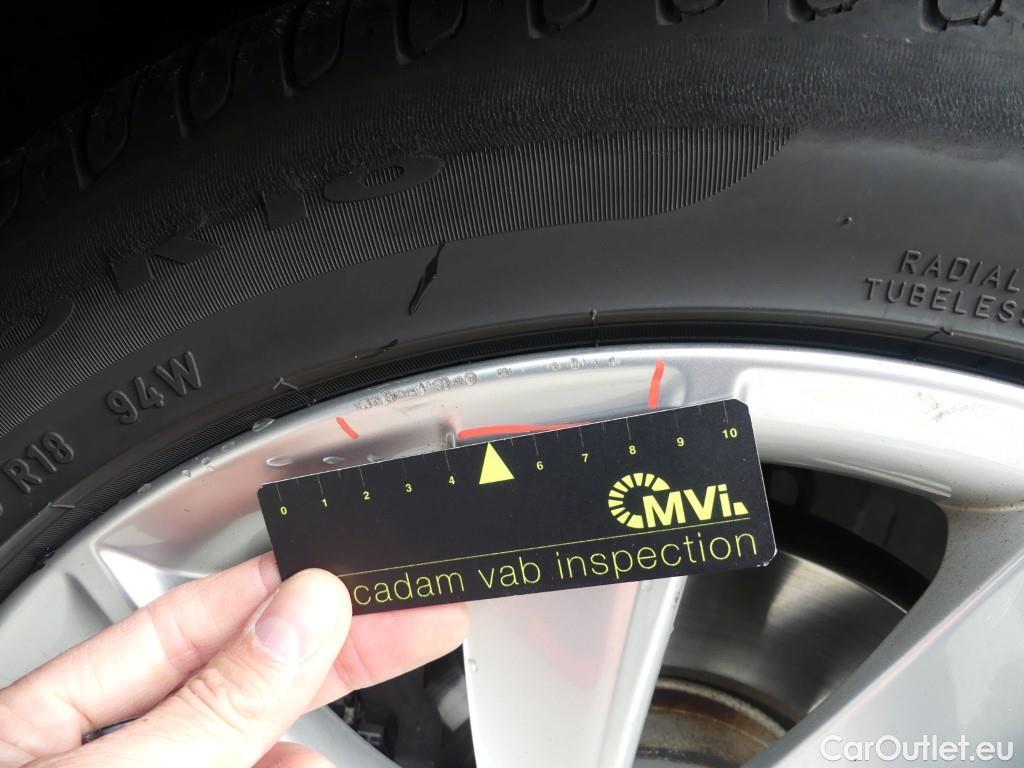 K16
94W
R18
RADIAL
TUBELESS
0 1 2 3 4 6 7 8 9 10
MVi
cadam vab inspection
CarOutlet.eu